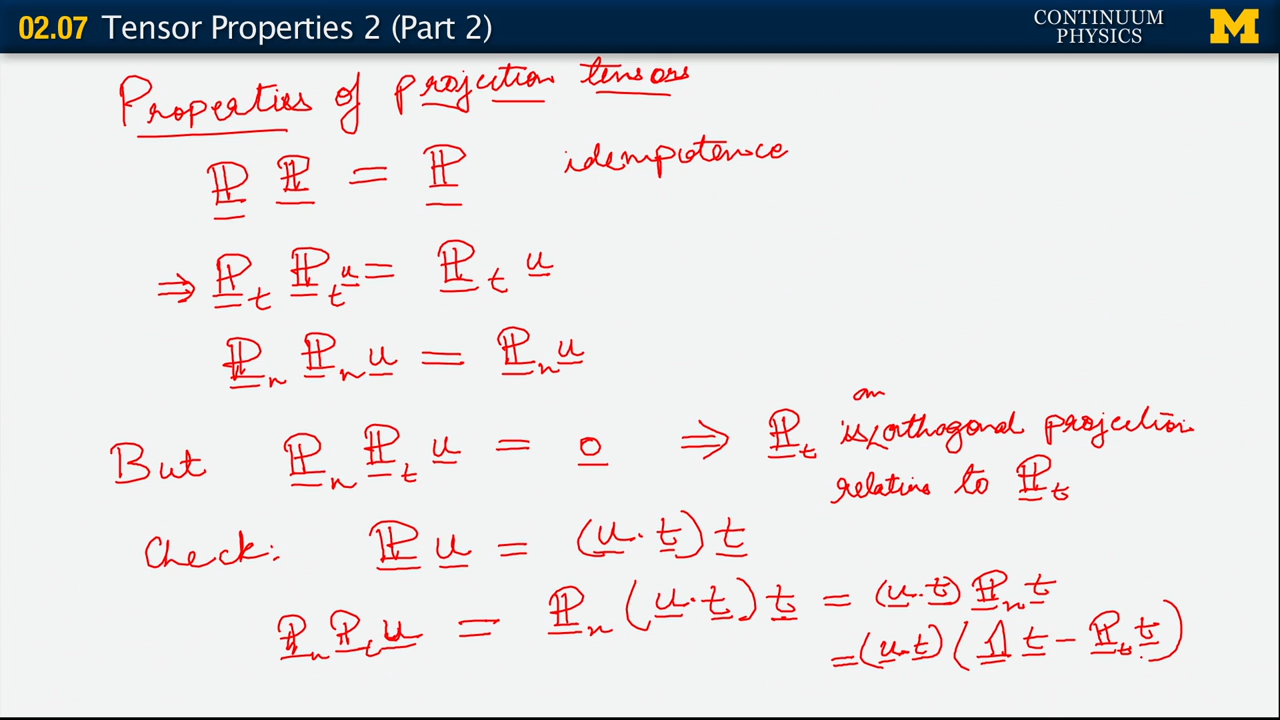 02.07 Tensor Properties 2 (Part 2)
CONTINUUM PHYSICS
M
Properties of projection tensors
ℙ ℙ = ℙ idempotence
⇒ ℙ_t ℙ_t u = ℙ_t u
ℙ_n ℙ_n u = ℙ_n u
But ℙ_n ℙ_t u = 0 ⇒ ℙ_t is an orthogonal projection
relative to ℙ_t
Check: ℙ u = (u · t) t
ℙ_n ℙ_t u = ℙ_n (u · t) t = (u · t) ℙ_n t
= (u · t) (𝟙 t − ℙ_t t)